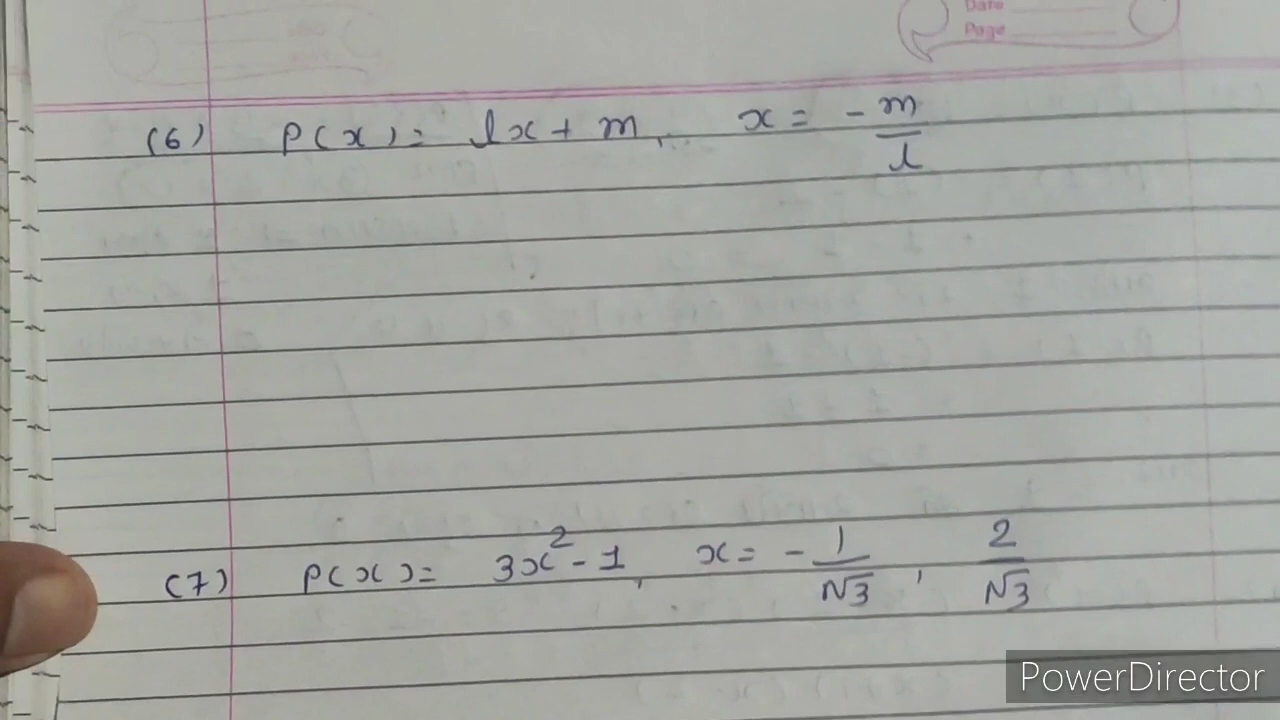 Date
Page
(6) P(x) = lx + m, x = -m/l
(7) P(x) = 3x² - 1, x = -1/√3, 2/√3
PowerDirector